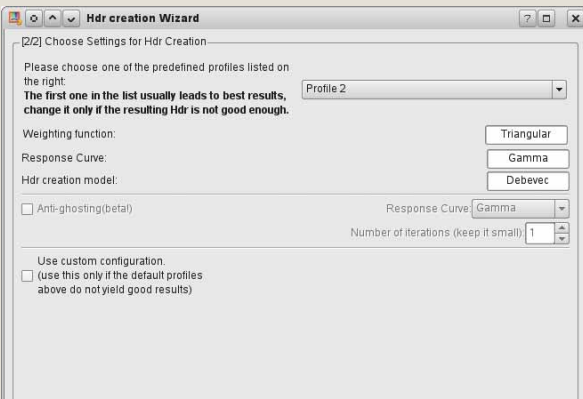 Hdr creation Wizard
[2/2] Choose Settings for Hdr Creation
Please choose one of the predefined profiles listed on
the right:
The first one in the list usually leads to best results,
change it only if the resulting Hdr is not good enough.
Profile 2
Weighting function:
Triangular
Response Curve:
Gamma
Hdr creation model:
Debevec
Anti-ghosting(beta!)
Response Curve: Gamma
Number of iterations (keep it small): 1
Use custom configuration.
(use this only if the default profiles
above do not yield good results)